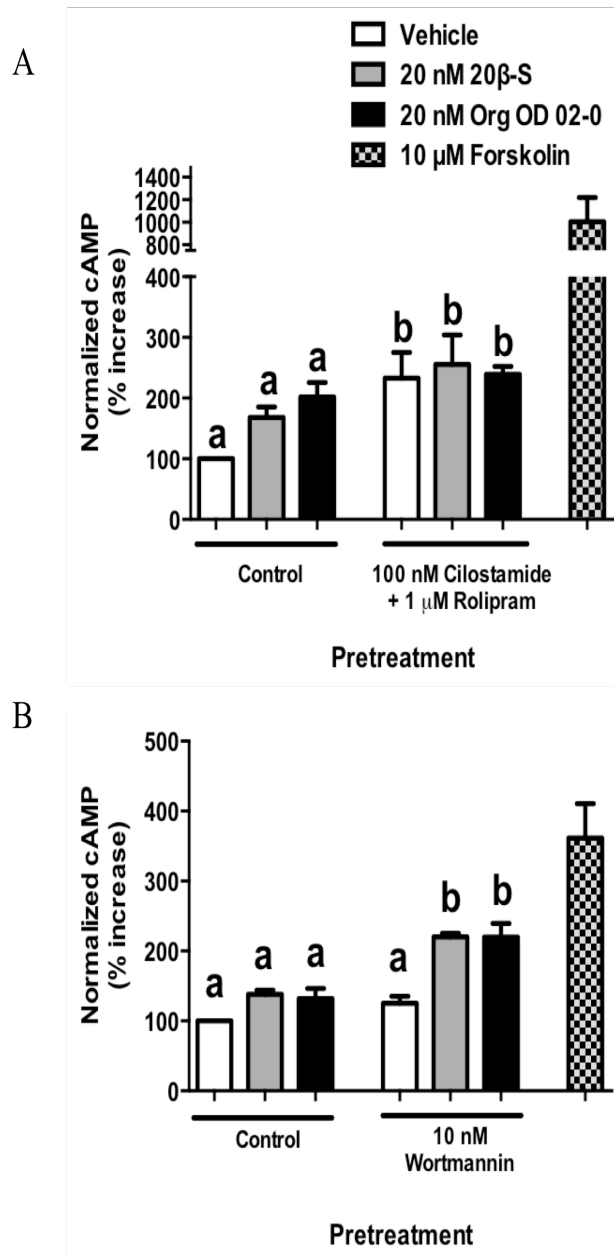 A
Vehicle
20 nM 20β-S
20 nM Org OD 02-0
10 µM Forskolin
Normalized cAMP
(% increase)
1400
1200
1000
800
400
300
200
100
0
a
a
a
b
b
b
Control
100 nM Cilostamide
+ 1 µM Rolipram
Pretreatment
B
Normalized cAMP
(% increase)
500
400
300
200
100
0
a
a
a
a
b
b
Control
10 nM
Wortmannin
Pretreatment